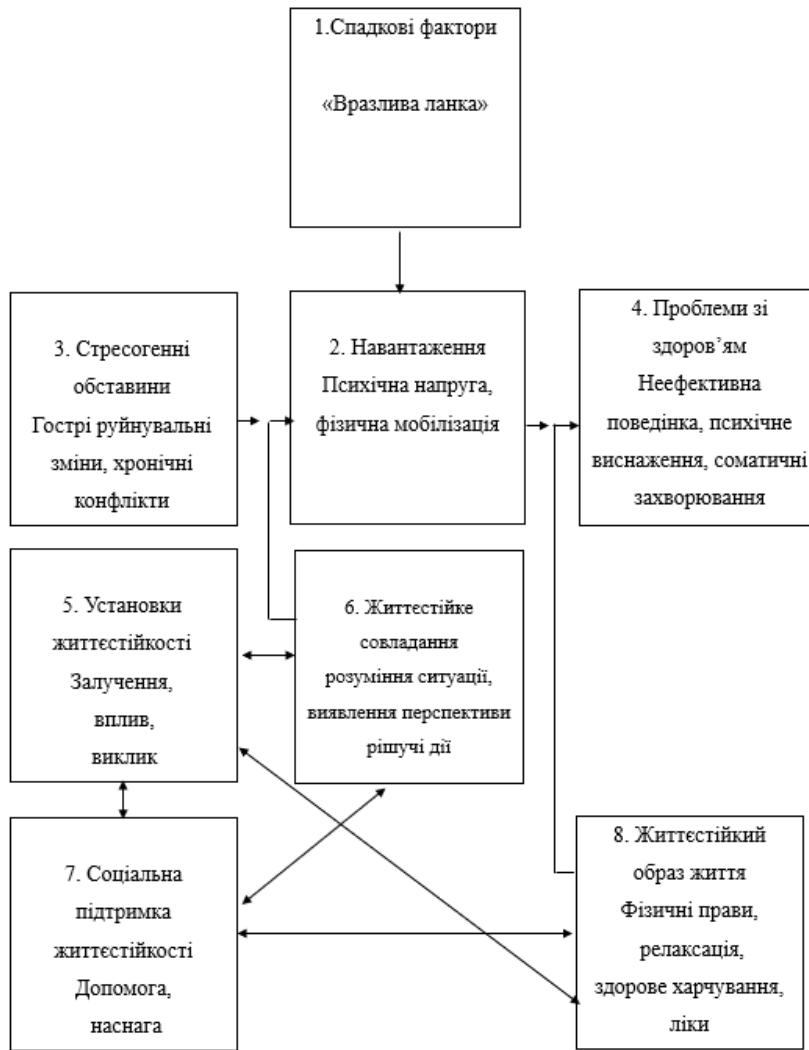 1.Спадкові фактори
«Вразлива ланка»
3. Стресогенні
обставини
Гострі руйнувальні
зміни, хронічні
конфлікти
2. Навантаження
Психічна напруга,
фізична мобілізація
4. Проблеми зі
здоров’ям
Неефективна
поведінка, психічне
виснаження, соматичні
захворювання
5. Установки
життєстійкості
Залучення,
вплив,
виклик
6. Життєстійке
совладання
розуміння ситуації,
виявлення перспективи
рішучі дії
7. Соціальна
підтримка
життєстійкості
Допомога,
наснага
8. Життєстійкий
образ життя
Фізичні прави,
релаксація,
здорове харчування,
ліки